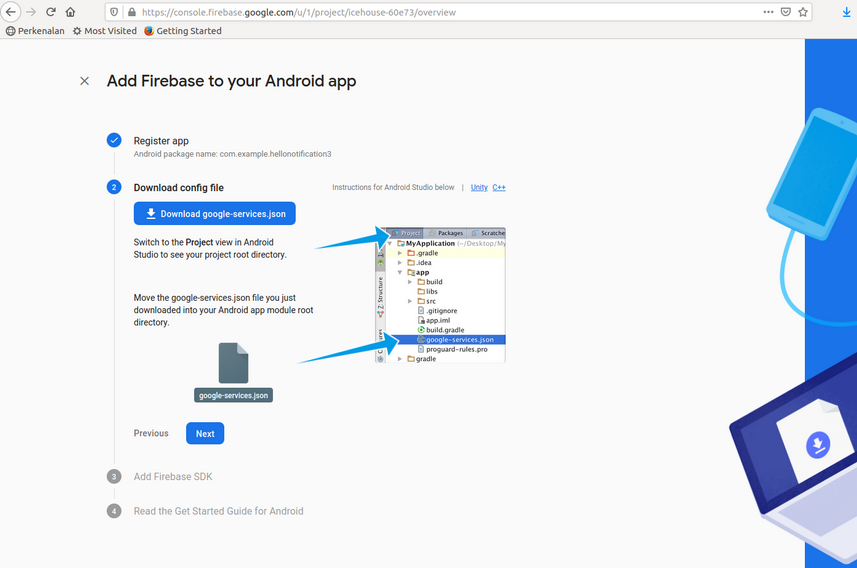 https://console.firebase.google.com/u/1/project/icehouse-60e73/overview
Perkenalan Most Visited Getting Started
Add Firebase to your Android app
Register app
Android package name: com.example.hellonotification3
2 Download config file
Instructions for Android Studio below | Unity C++
Download google-services.json
Switch to the Project view in Android
Studio to see your project root directory.
Move the google-services.json file you just
downloaded into your Android app module root
directory.
google-services.json
Project Packages Scratche
MyApplication (~/Desktop/My
.gradle
.idea
app
build
libs
src
.gitignore
app.iml
build.gradle
google-services.json
proguard-rules.pro
gradle
Z: Structure
Previous Next
3 Add Firebase SDK
4 Read the Get Started Guide for Android